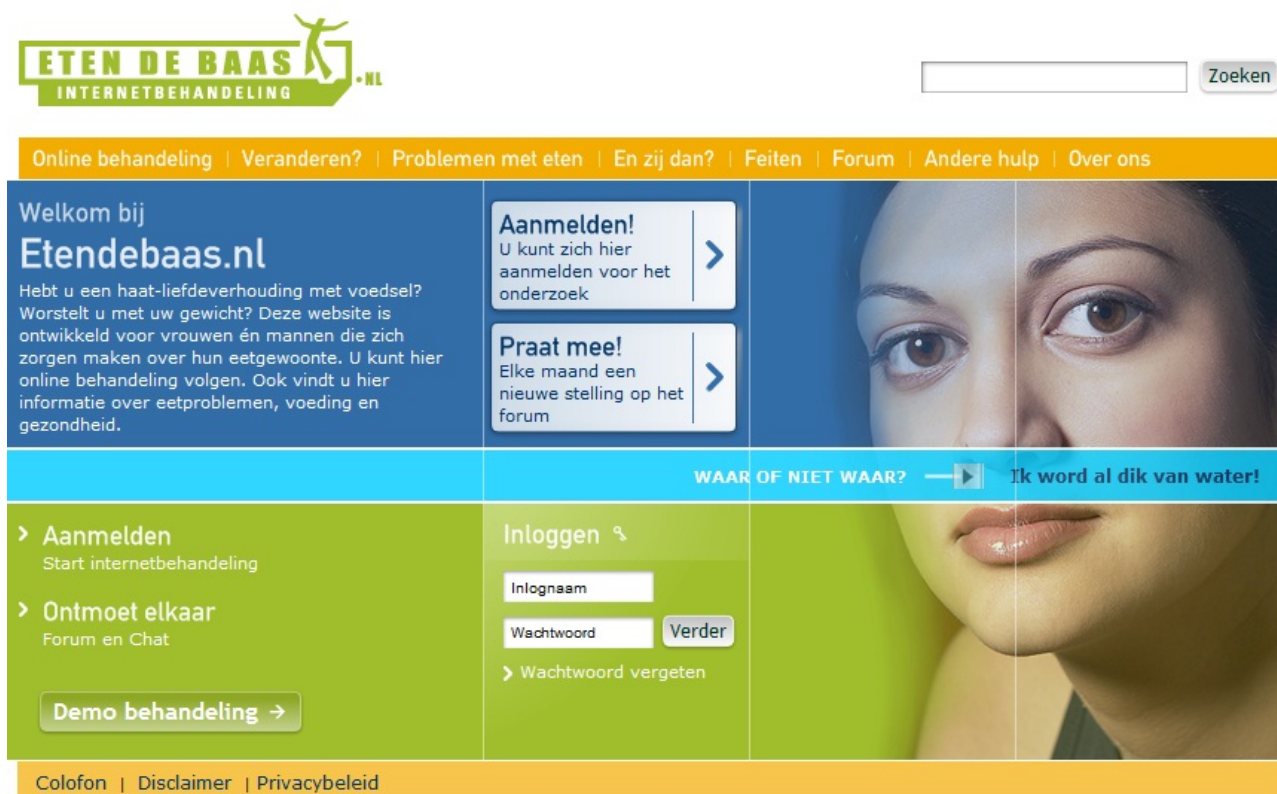 ETEN DE BAAS
INTERNETBEHANDELING
.NL
Zoeken
Online behandeling | Veranderen? | Problemen met eten | En zij dan? | Feiten | Forum | Andere hulp | Over ons
Welkom bij
Etendebaas.nl
Hebt u een haat-liefdeverhouding met voedsel?
Worstelt u met uw gewicht? Deze website is
ontwikkeld voor vrouwen én mannen die zich
zorgen maken over hun eetgewoonte. U kunt hier
online behandeling volgen. Ook vindt u hier
informatie over eetproblemen, voeding en
gezondheid.
Aanmelden!
U kunt zich hier
aanmelden voor het
onderzoek
Praat mee!
Elke maand een
nieuwe stelling op het
forum
WAAR OF NIET WAAR? Ik word al dik van water!
Aanmelden
Start internetbehandeling
Ontmoet elkaar
Forum en Chat
Demo behandeling →
Inloggen
Inlognaam
Wachtwoord Verder
Wachtwoord vergeten
Colofon | Disclaimer | Privacybeleid